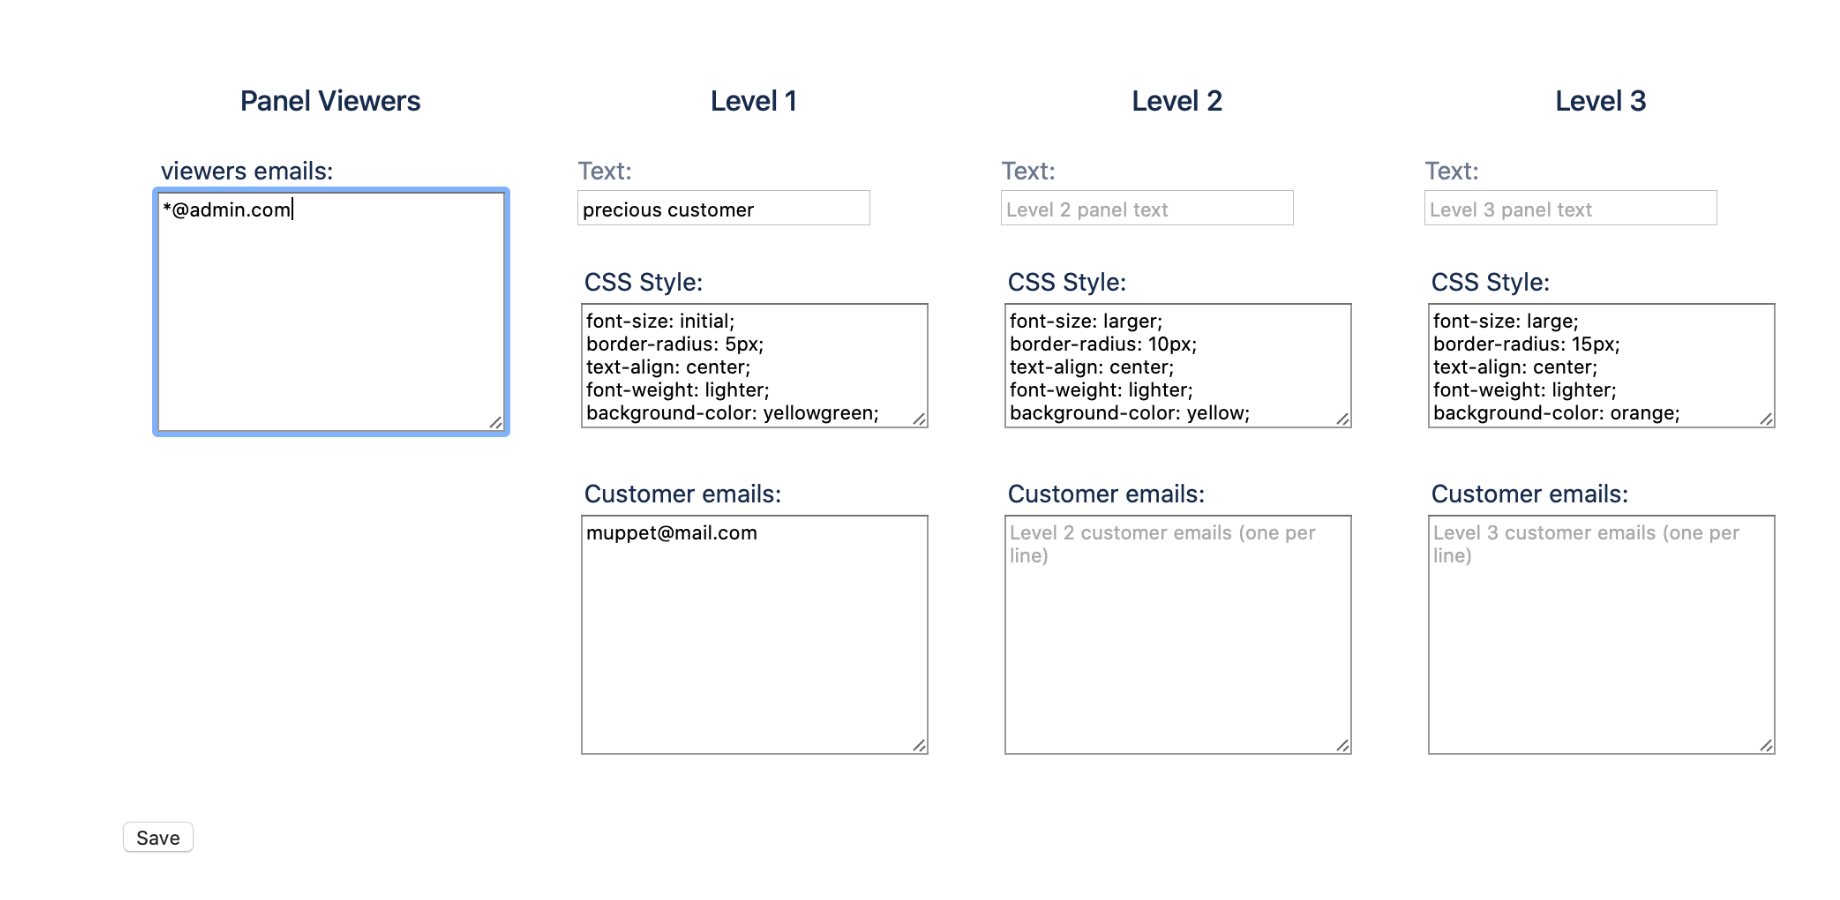 Panel Viewers
viewers emails:
*@admin.com
Level 1
Text:
precious customer
CSS Style:
font-size: initial;
border-radius: 5px;
text-align: center;
font-weight: lighter;
background-color: yellowgreen;
Customer emails:
muppet@mail.com
Level 2
Text:
Level 2 panel text
CSS Style:
font-size: larger;
border-radius: 10px;
text-align: center;
font-weight: lighter;
background-color: yellow;
Customer emails:
Level 2 customer emails (one per
line)
Level 3
Text:
Level 3 panel text
CSS Style:
font-size: large;
border-radius: 15px;
text-align: center;
font-weight: lighter;
background-color: orange;
Customer emails:
Level 3 customer emails (one per
line)
Save